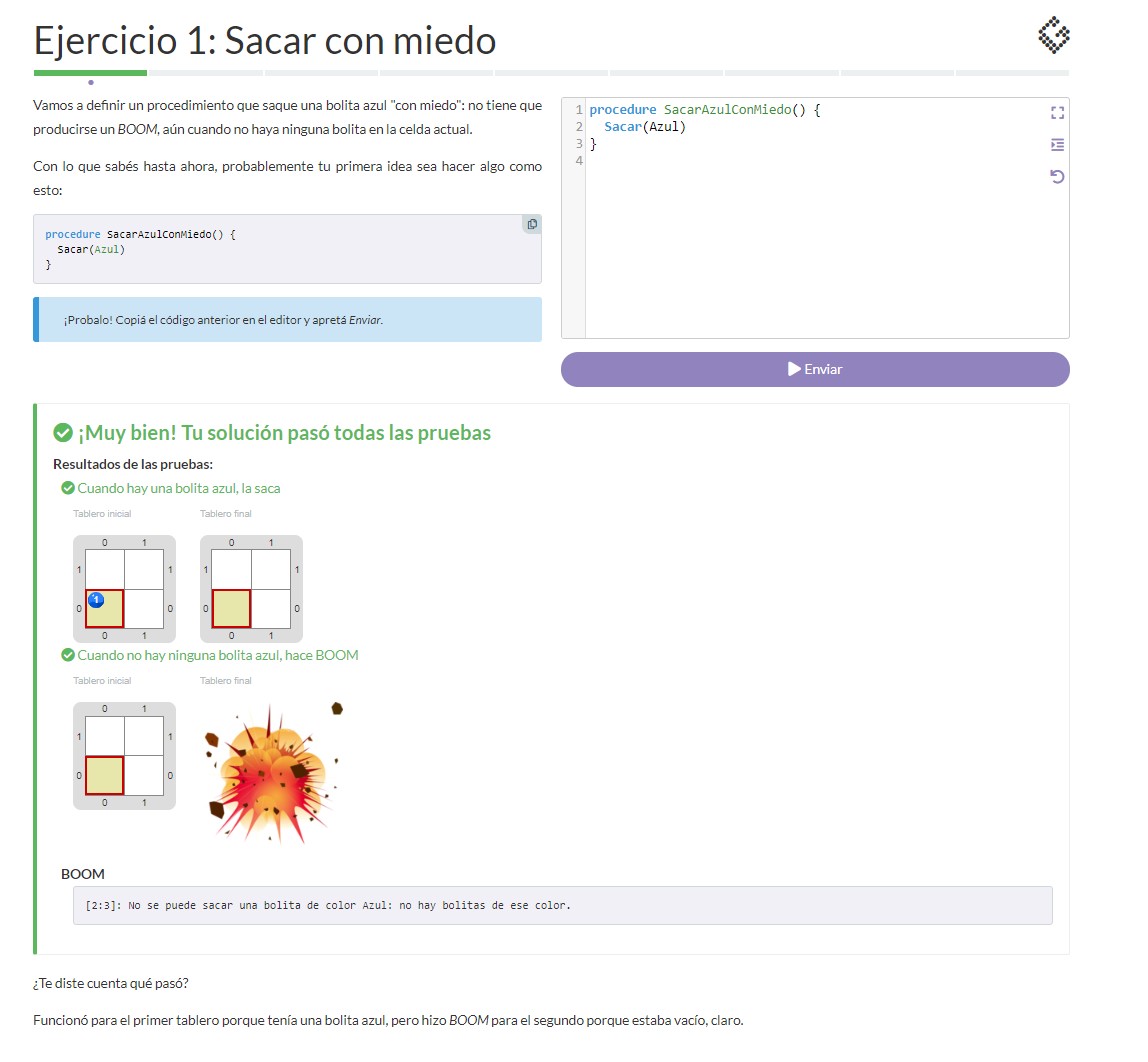 Ejercicio 1: Sacar con miedo
Vamos a definir un procedimiento que saque una bolita azul "con miedo": no tiene que
producirse un BOOM, aún cuando no haya ninguna bolita en la celda actual.
Con lo que sabés hasta ahora, probablemente tu primera idea sea hacer algo como
esto:
procedure SacarAzulConMiedo() {
Sacar(Azul)
}
¡Probalo! Copiá el código anterior en el editor y apretá Enviar.
1 procedure SacarAzulConMiedo() {
2 Sacar(Azul)
3 }
4
Enviar
¡Muy bien! Tu solución pasó todas las pruebas
Resultados de las pruebas:
Cuando hay una bolita azul, la saca
Tablero inicial Tablero final
0 1 0 1
1 1 1 1
0 1 0 0 0
0 1 0 1
Cuando no hay ninguna bolita azul, hace BOOM
Tablero inicial Tablero final
0 1
1 1
0 0
0 1
BOOM
[2:3]: No se puede sacar una bolita de color Azul: no hay bolitas de ese color.
¿Te diste cuenta qué pasó?
Funcionó para el primer tablero porque tenía una bolita azul, pero hizo BOOM para el segundo porque estaba vacío, claro.